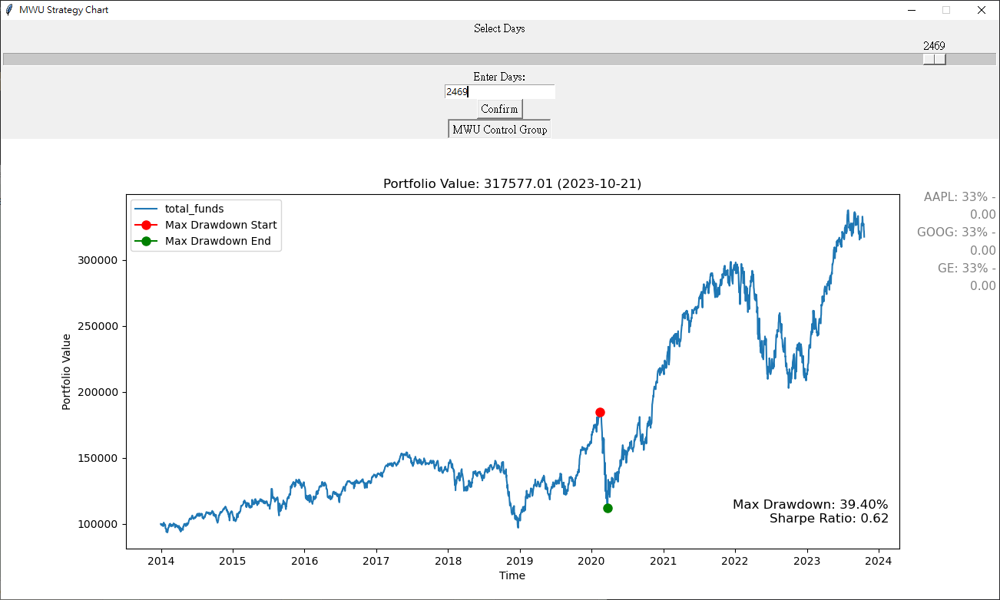 MWU Strategy Chart
Select Days
2469
Enter Days:
2469
Confirm
MWU Control Group
Portfolio Value: 317577.01 (2023-10-21)
total_funds
Max Drawdown Start
Max Drawdown End
AAPL: 33% -
0.00
GOOG: 33% -
0.00
GE: 33% -
0.00
300000
250000
200000
150000
100000
Portfolio Value
Max Drawdown: 39.40%
Sharpe Ratio: 0.62
2014 2015 2016 2017 2018 2019 2020 2021 2022 2023 2024
Time